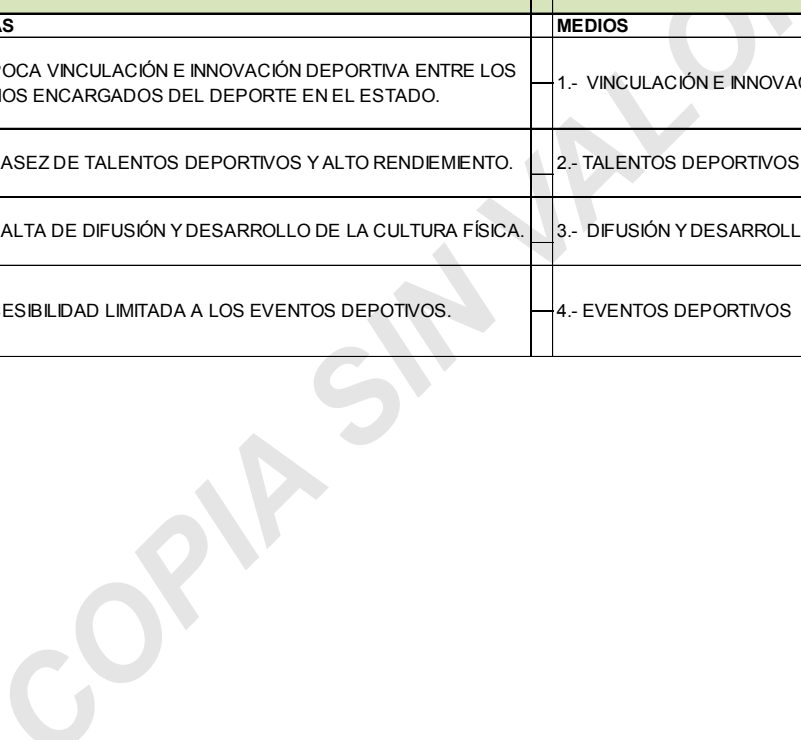 AS
MEDIOS
POCA VINCULACIÓN E INNOVACIÓN DEPORTIVA ENTRE LOS
NOS ENCARGADOS DEL DEPORTE EN EL ESTADO.
1.- VINCULACIÓN E INNOVAC
ASEZ DE TALENTOS DEPORTIVOS Y ALTO RENDIEMIENTO.
2.- TALENTOS DEPORTIVOS
ALTA DE DIFUSIÓN Y DESARROLLO DE LA CULTURA FÍSICA.
3.- DIFUSIÓN Y DESARROLL
ESIBILIDAD LIMITADA A LOS EVENTOS DEPOTIVOS.
4.- EVENTOS DEPORTIVOS
COPIA SIN VALOR